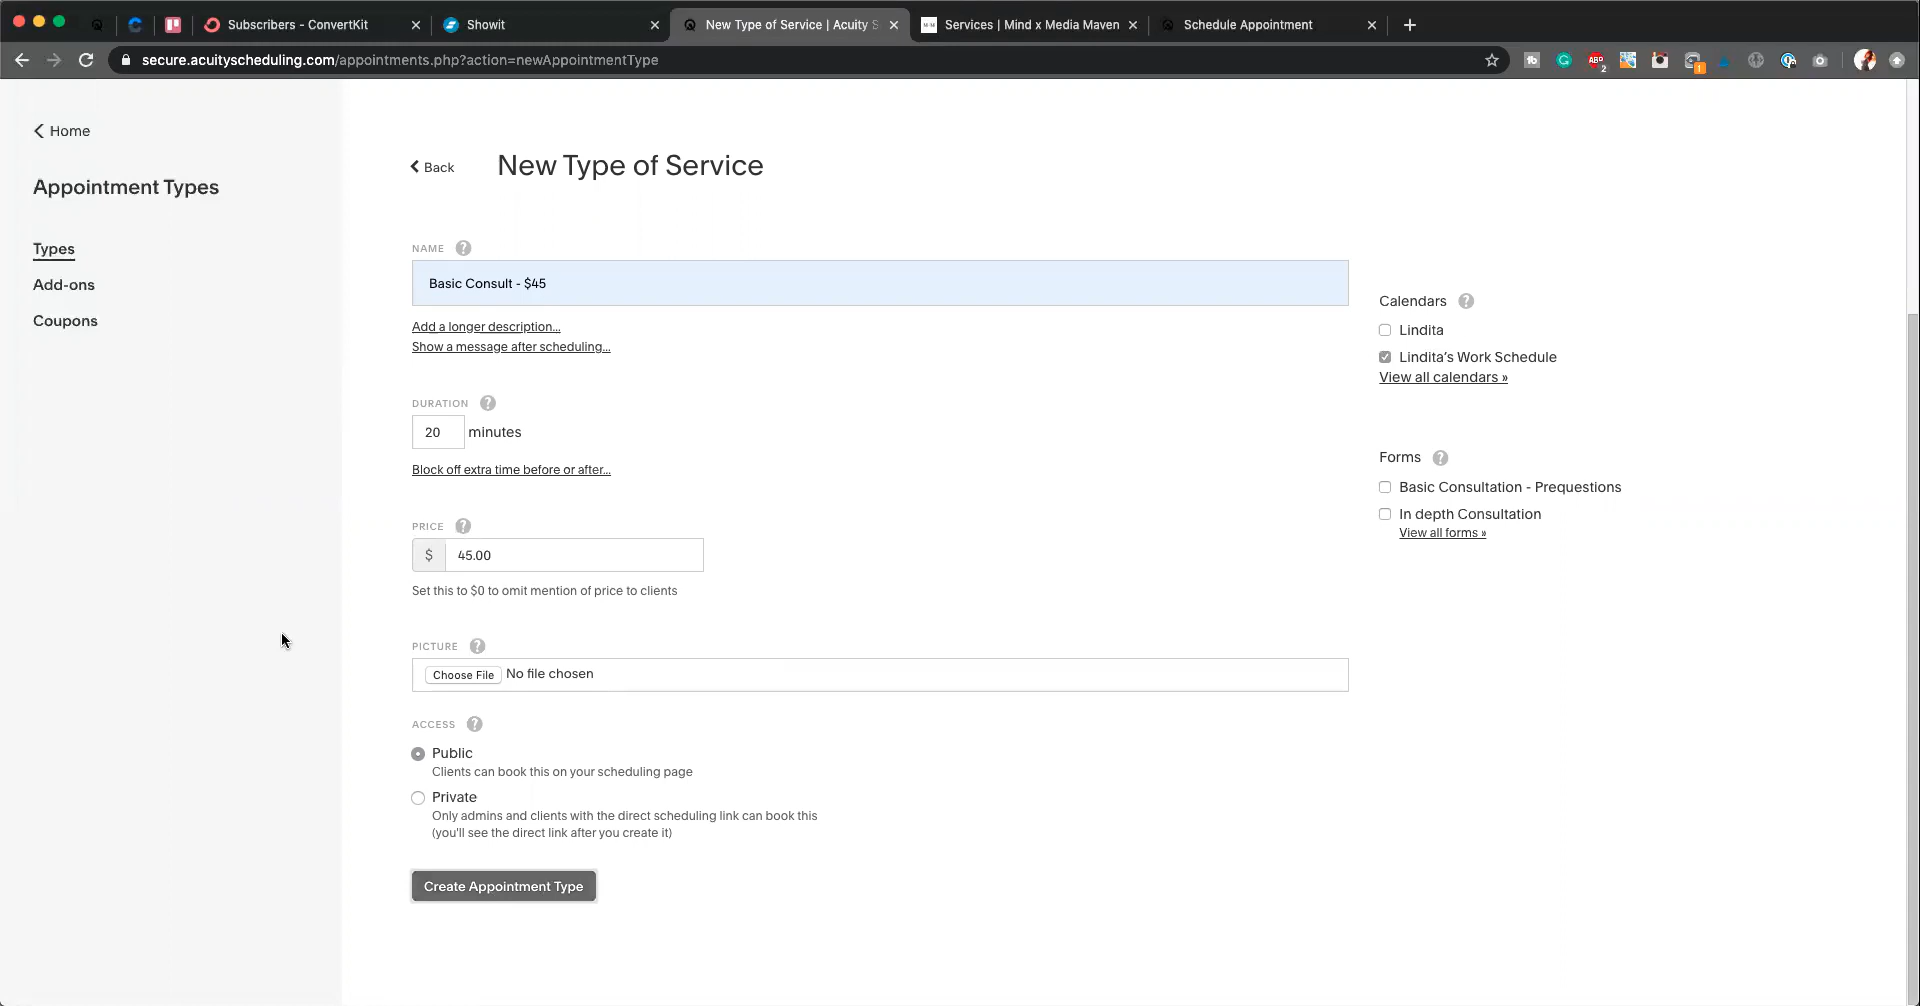 Subscribers - ConvertKit
Showit
New Type of Service | Acuity S
Services | Mind x Media Maven
Schedule Appointment
secure.acuityscheduling.com/appointments.php?action=newAppointmentType
ABP
2
!
Home
Back
New Type of Service
Appointment Types
Types
Add-ons
Coupons
NAME ?
Basic Consult - $45
Add a longer description...
Show a message after scheduling...
DURATION ?
20 minutes
Block off extra time before or after...
PRICE ?
$ 45.00
Set this to $0 to omit mention of price to clients
PICTURE ?
Choose File No file chosen
ACCESS ?
Public
Clients can book this on your scheduling page
Private
Only admins and clients with the direct scheduling link can book this
(you'll see the direct link after you create it)
Create Appointment Type
Calendars ?
Lindita
Lindita's Work Schedule
View all calendars »
Forms ?
Basic Consultation - Prequestions
In depth Consultation
View all forms »